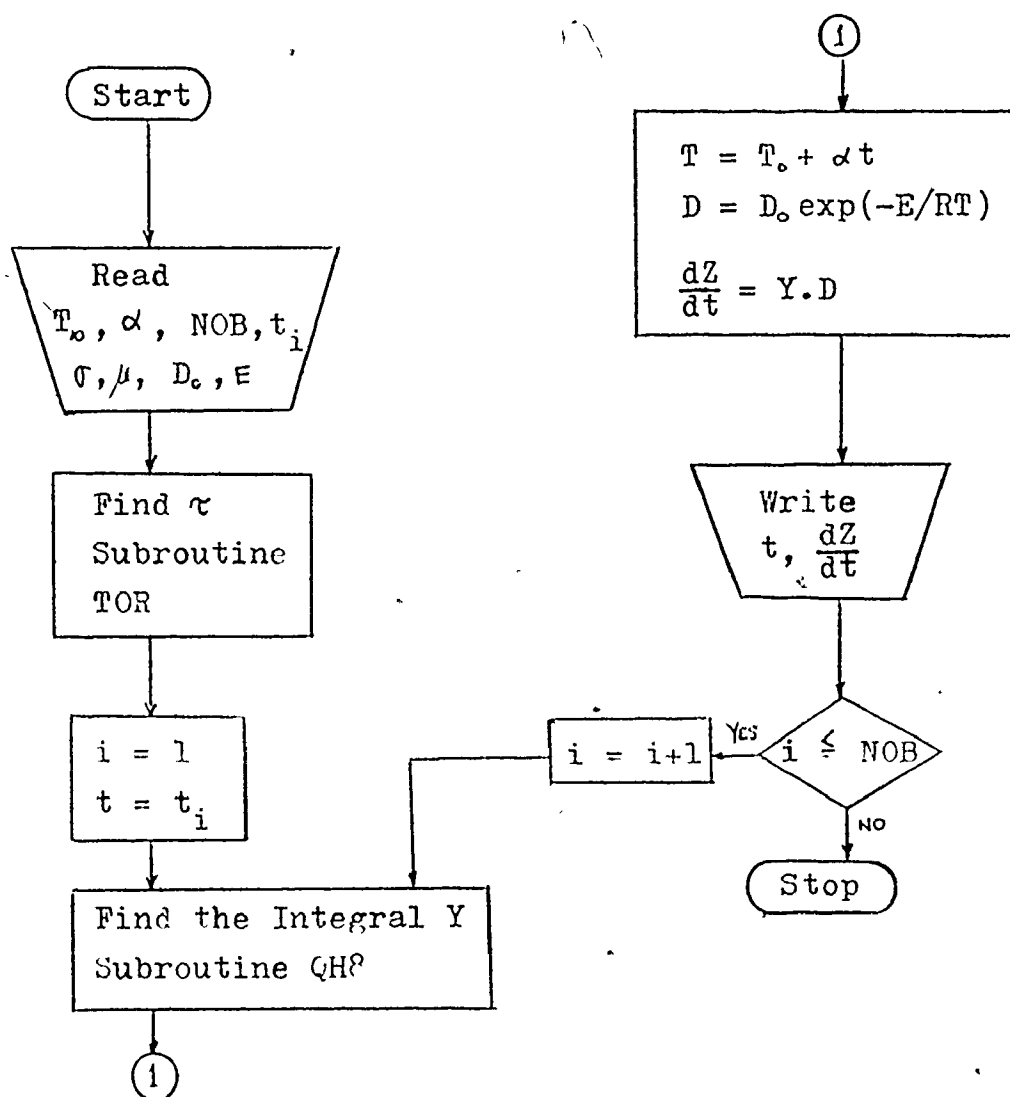 Start
Read
T₀, α, NOB, tᵢ
σ, μ, D₀, E
Find τ
Subroutine
TOR
i = 1
t = tᵢ
Find the Integral Y
Subroutine QH8
1
1
T = T₀ + αt
D = D₀ exp(-E/RT)
dZ/dt = Y.D
Write
t, dZ/dt
i ≤ NOB
YES
i = i+1
NO
Stop